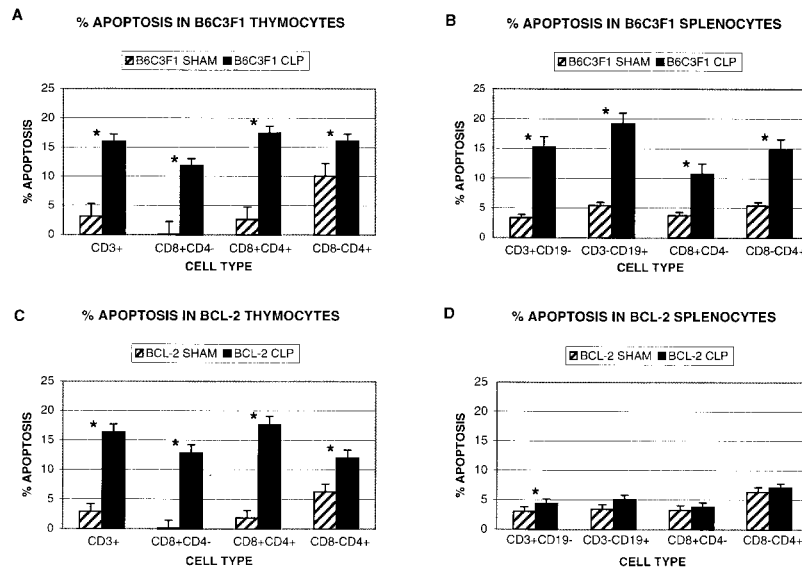 A
% APOPTOSIS IN B6C3F1 THYMOCYTES
B6C3F1 SHAM B6C3F1 CLP
% APOPTOSIS
25
20
15
10
5
0
* * * *
CD3+ CD8+CD4- CD8+CD4+ CD8-CD4+
CELL TYPE
B
% APOPTOSIS IN B6C3F1 SPLENOCYTES
B6C3F1 SHAM B6C3F1 CLP
% APOPTOSIS
25
20
15
10
5
0
* * * *
CD3+CD19- CD3-CD19+ CD8+CD4- CD8-CD4+
CELL TYPE
C
% APOPTOSIS IN BCL-2 THYMOCYTES
BCL-2 SHAM BCL-2 CLP
% APOPTOSIS
25
20
15
10
5
0
* * * *
CD3+ CD8+CD4- CD8+CD4+ CD8-CD4+
CELL TYPE
D
% APOPTOSIS IN BCL-2 SPLENOCYTES
BCL-2 SHAM BCL-2 CLP
% APOPTOSIS
25
20
15
10
5
0
*
CD3+CD19- CD3-CD19+ CD8+CD4- CD8-CD4+
CELL TYPE